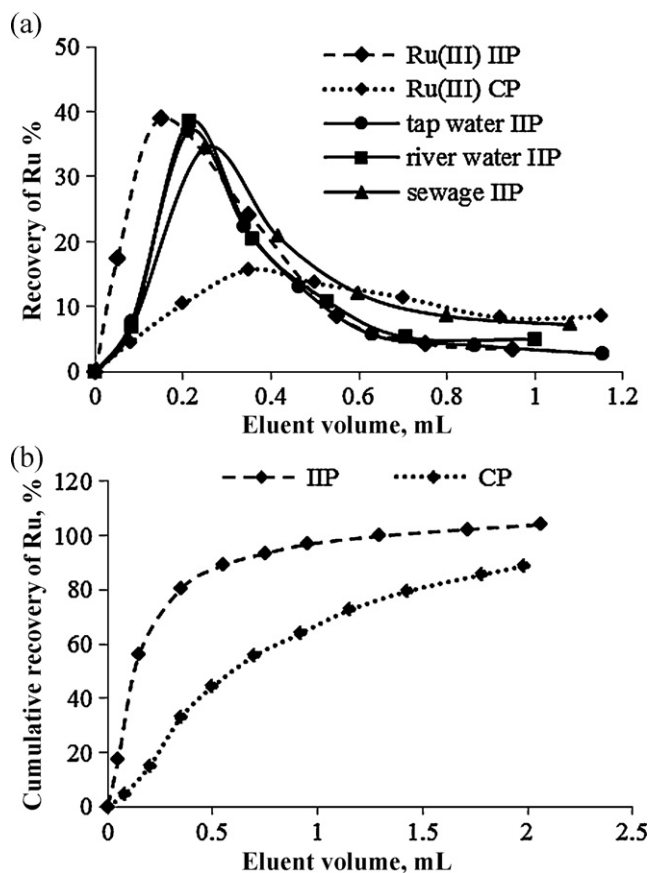 (a)
50
40
30
20
10
0
Recovery of Ru %
Ru(III) IIP
Ru(III) CP
tap water IIP
river water IIP
sewage IIP
0 0.2 0.4 0.6 0.8 1 1.2
Eluent volume, mL
(b)
120
100
80
60
40
20
0
Cumulative recovery of Ru, %
IIP CP
0 0.5 1 1.5 2 2.5
Eluent volume, mL